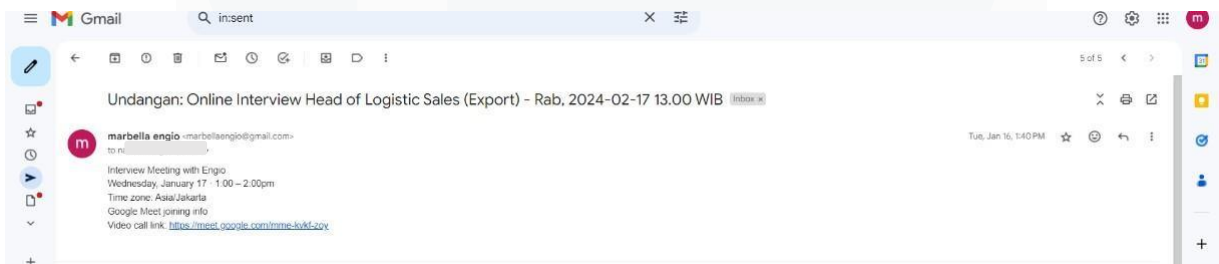 Gmail
in:sent
m
5 of 5
Undangan: Online Interview Head of Logistic Sales (Export) - Rab, 2024-02-17 13.00 WIB
Inbox x
m
marbella engio <marbellaengio@gmail.com>
Tue, Jan 16, 1:40 PM
to
Interview Meeting with Engio
Wednesday, January 17 · 1:00 – 2:00pm
Time zone: Asia/Jakarta
Google Meet joining info
Video call link: https://meet.google.com/mme-kvkf-zoy